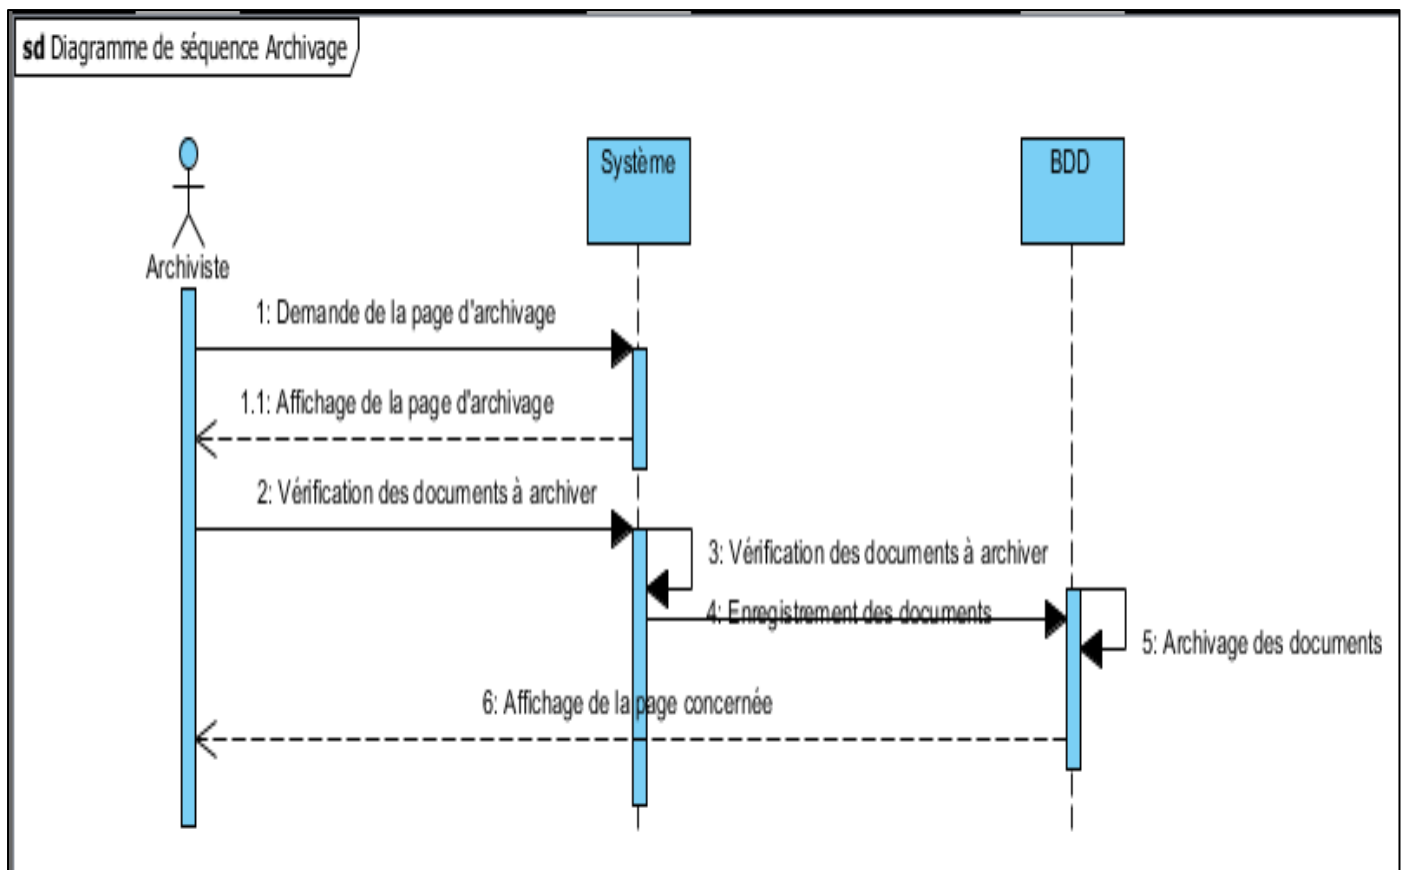 sd Diagramme de séquence Archivage
Système
BDD
Archiviste
1: Demande de la page d'archivage
1.1: Affichage de la page d'archivage
2: Vérification des documents à archiver
3: Vérification des documents à archiver
4: Enregistrement des documents
5: Archivage des documents
6: Affichage de la page concernée